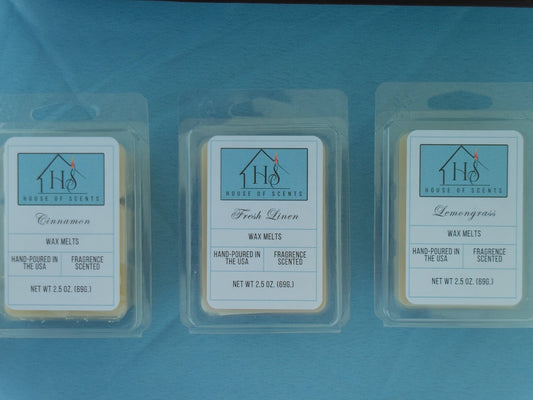 HS
HOUSE OF SCENTS
Cinnamon
WAX MELTS
HAND-POURED IN
THE USA
FRAGRENCE
SCENTED
NET WT 2.5 OZ. (69G.)
HS
HOUSE OF SCENTS
Fresh Linen
WAX MELTS
HAND-POURED IN
THE USA
FRAGRENCE
SCENTED
NET WT 2.5 OZ. (69G.)
HS
HOUSE OF SCENTS
Lemongrass
WAX MELTS
HAND-POURED IN
THE USA
FRAGRENCE
SCENTED
NET WT 2.5 OZ. (69G.)